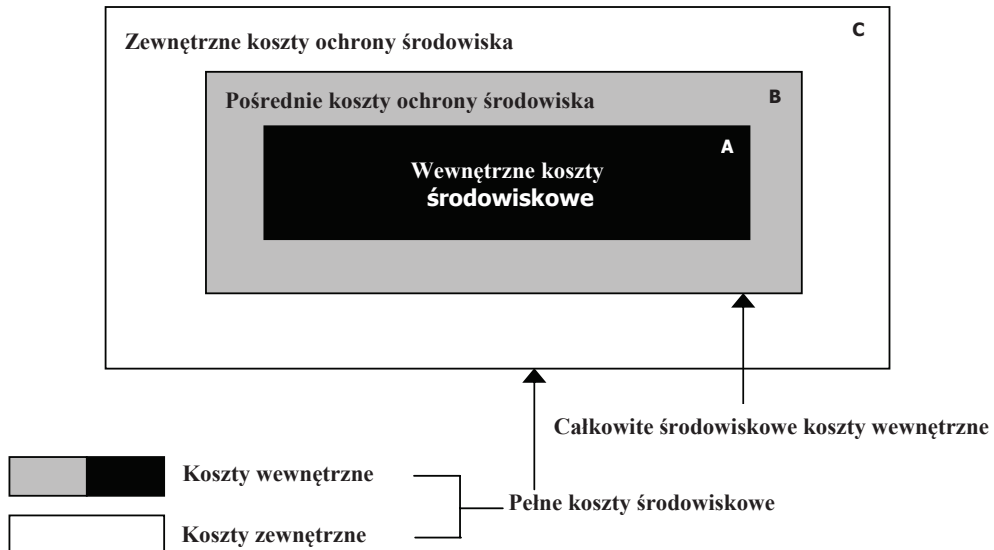 Zewnętrzne koszty ochrony środowiska
C
Pośrednie koszty ochrony środowiska
B
A
Wewnętrzne koszty
środowiskowe
Całkowite środowiskowe koszty wewnętrzne
Koszty wewnętrzne
Pełne koszty środowiskowe
Koszty zewnętrzne